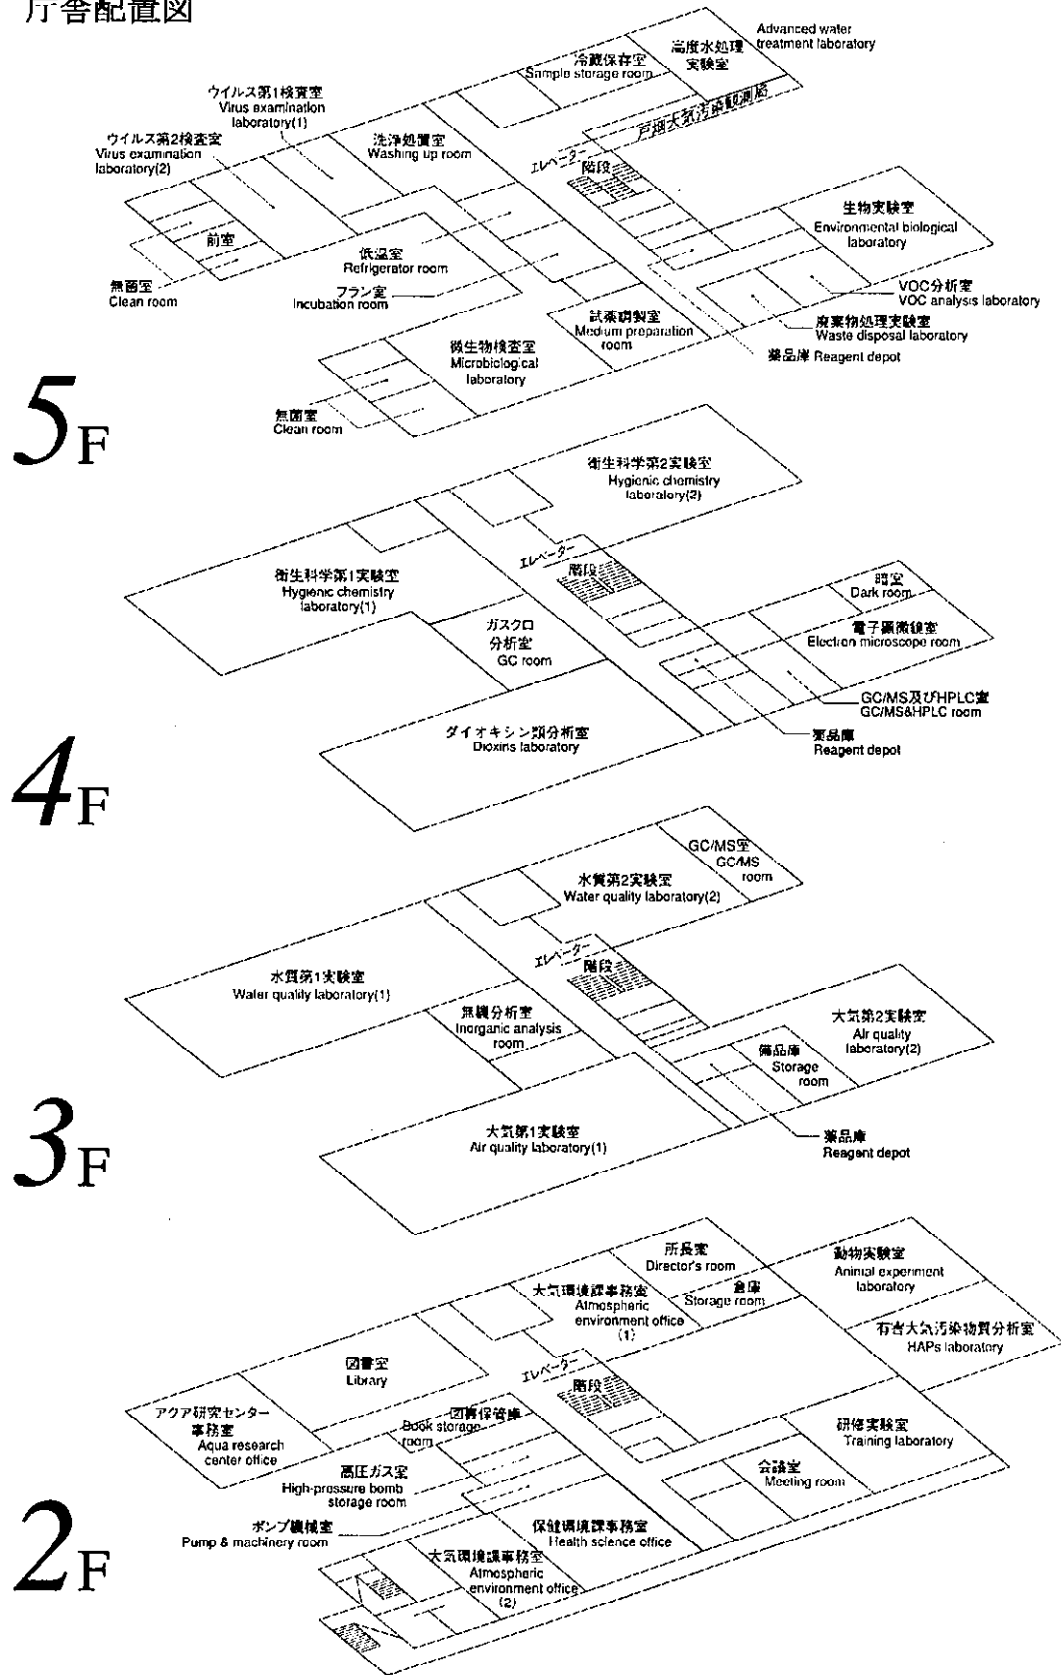 庁舎配置図
Advanced water
treatment laboratory
高度水処理
実験室
冷蔵保存室
Sample storage room
戸畑大気汚染観測局
ウイルス第1検査室
Virus examination
laboratory(1)
ウイルス第2検査室
Virus examination
laboratory(2)
洗浄処置室
Washing up room
エレベーター
階段
生物実験室
Environmental biological
laboratory
前室
低温室
Refrigerator room
無菌室
Clean room
フラン室
Incubation room
VOC分析室
VOC analysis laboratory
試薬調製室
Medium preparation
room
廃棄物処理実験室
Waste disposal laboratory
微生物検査室
Microbiological
laboratory
薬品庫 Reagent depot
無菌室
Clean room
5F
衛生科学第2実験室
Hygienic chemistry
laboratory(2)
エレベーター
階段
衛生科学第1実験室
Hygienic chemistry
laboratory(1)
暗室
Dark room
ガスクロ
分析室
GC room
電子顕微鏡室
Electron microscope room
GC/MS及びHPLC室
GC/MS&HPLC room
ダイオキシン類分析室
Dioxins laboratory
薬品庫
Reagent depot
4F
GC/MS室
GC/MS
room
水質第2実験室
Water quality laboratory(2)
エレベーター
階段
水質第1実験室
Water quality laboratory(1)
無機分析室
Inorganic analysis
room
大気第2実験室
Air quality
laboratory(2)
備品庫
Storage
room
大気第1実験室
Air quality laboratory(1)
薬品庫
Reagent depot
3F
所長室
Director's room
動物実験室
Animal experiment
laboratory
大気環境課事務室
Atmospheric
environment office
(1)
倉庫
Storage room
有害大気汚染物質分析室
HAPs laboratory
図書室
Library
エレベーター
階段
アクア研究センター
事務室
Aqua research
center office
図書保管庫
Book storage
room
研修実験室
Training laboratory
高圧ガス室
High-pressure bomb
storage room
会議室
Meeting room
ポンプ機械室
Pump & machinery room
保健環境課事務室
Health science office
大気環境課事務室
Atmospheric
environment office
(2)
2F